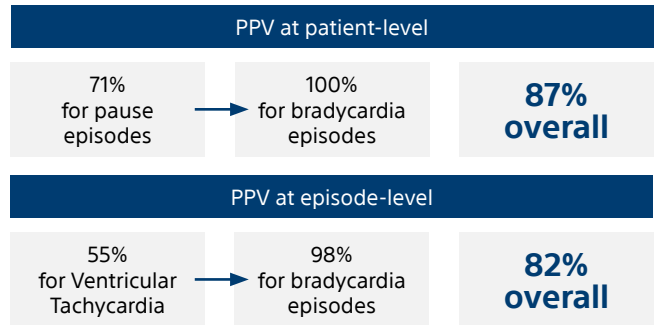 PPV at patient-level
71%
for pause
episodes
100%
for bradycardia
episodes
87%
overall
PPV at episode-level
55%
for Ventricular
Tachycardia
98%
for bradycardia
episodes
82%
overall